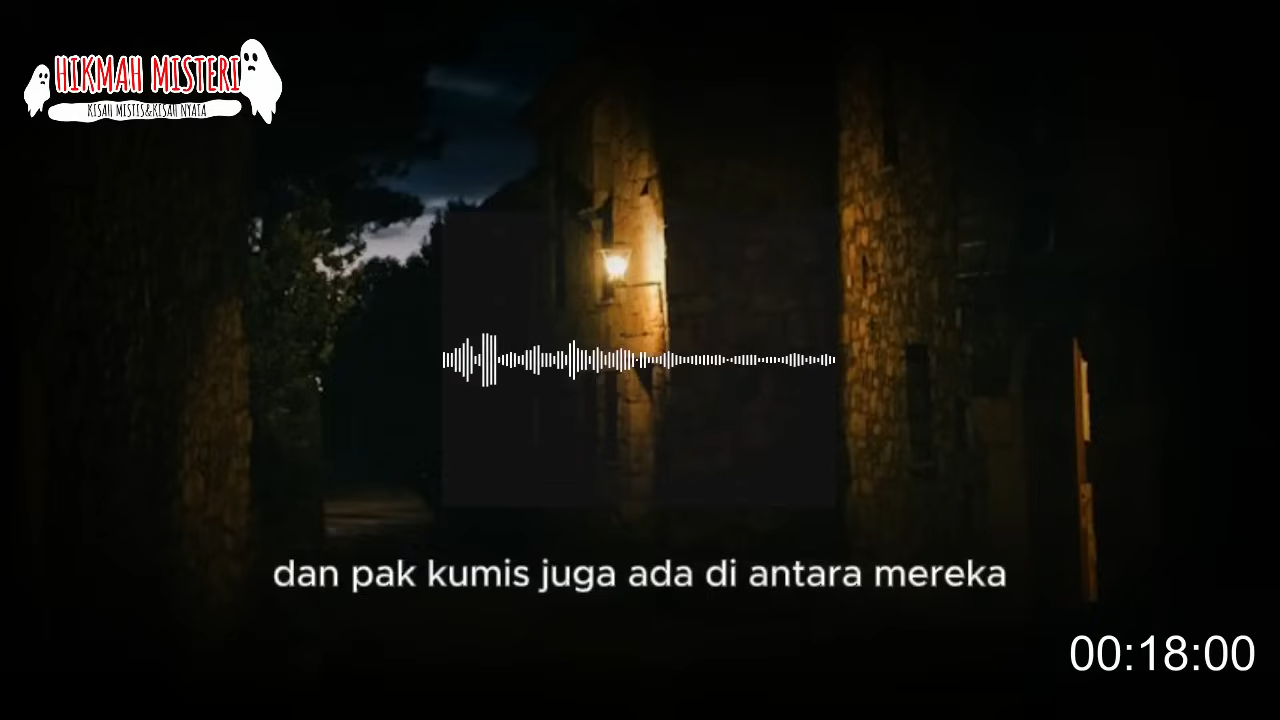 HIKMAH MISTERI
KISAH MISTIS&KISAH NYATA
dan pak kumis juga ada di antara mereka
00:18:00